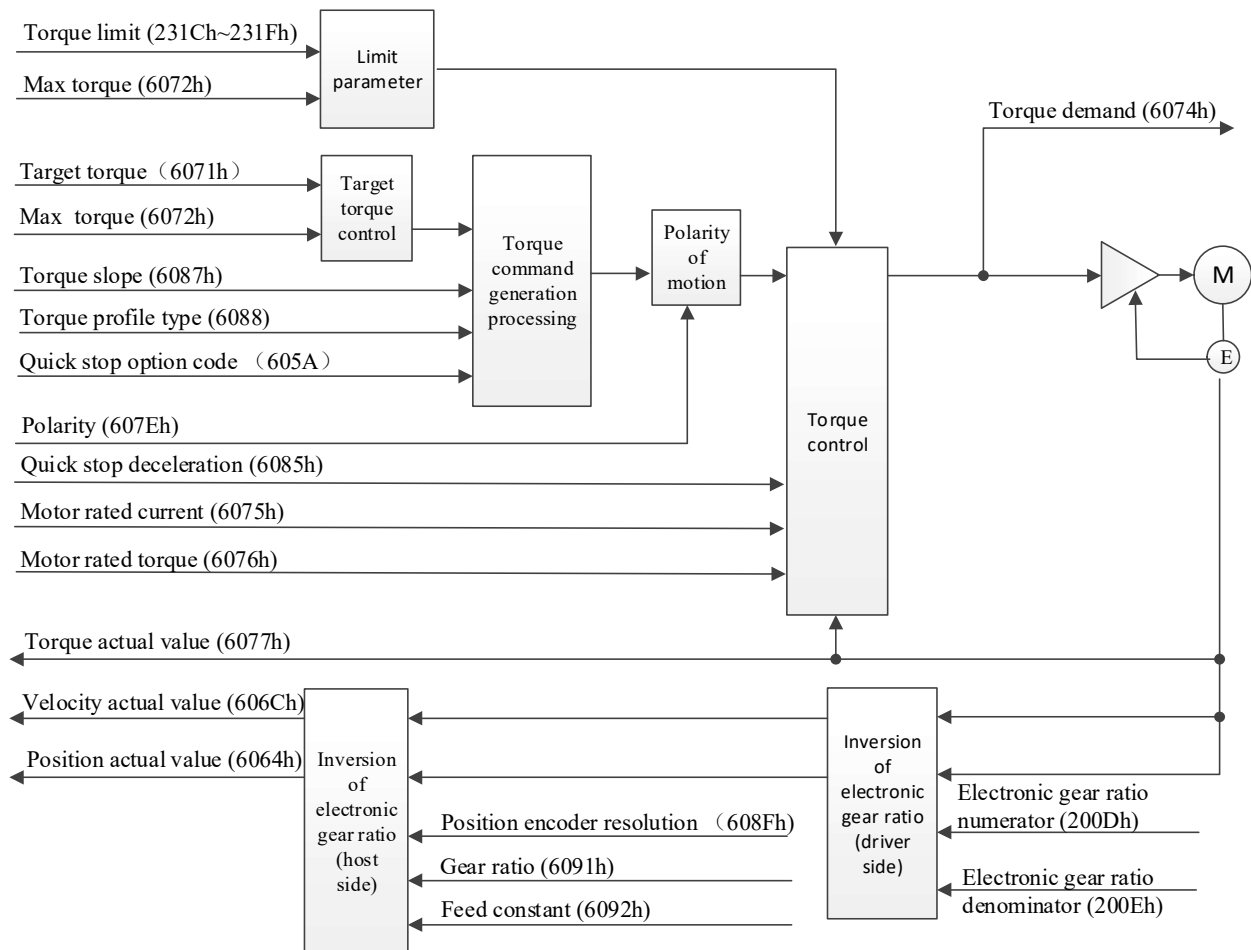 Torque limit (231Ch~231Fh)
Max torque (6072h)
Limit
parameter
Torque demand (6074h)
Target torque（6071h）
Max  torque (6072h)
Target
torque
control
Torque slope (6087h)
Torque profile type (6088)
Quick stop option code （605A）
Torque
command
generation
processing
Polarity
of
motion
M
E
Polarity (607Eh)
Quick stop deceleration (6085h)
Motor rated current (6075h)
Motor rated torque (6076h)
Torque
control
Torque actual value (6077h)
Velocity actual value (606Ch)
Position actual value (6064h)
Inversion
of
electronic
gear ratio
(host
side)
Position encoder resolution （608Fh)
Gear ratio (6091h)
Feed constant (6092h)
Inversion
of
electronic
gear ratio
(driver
side)
Electronic gear ratio
numerator (200Dh)
Electronic gear ratio
denominator (200Eh)